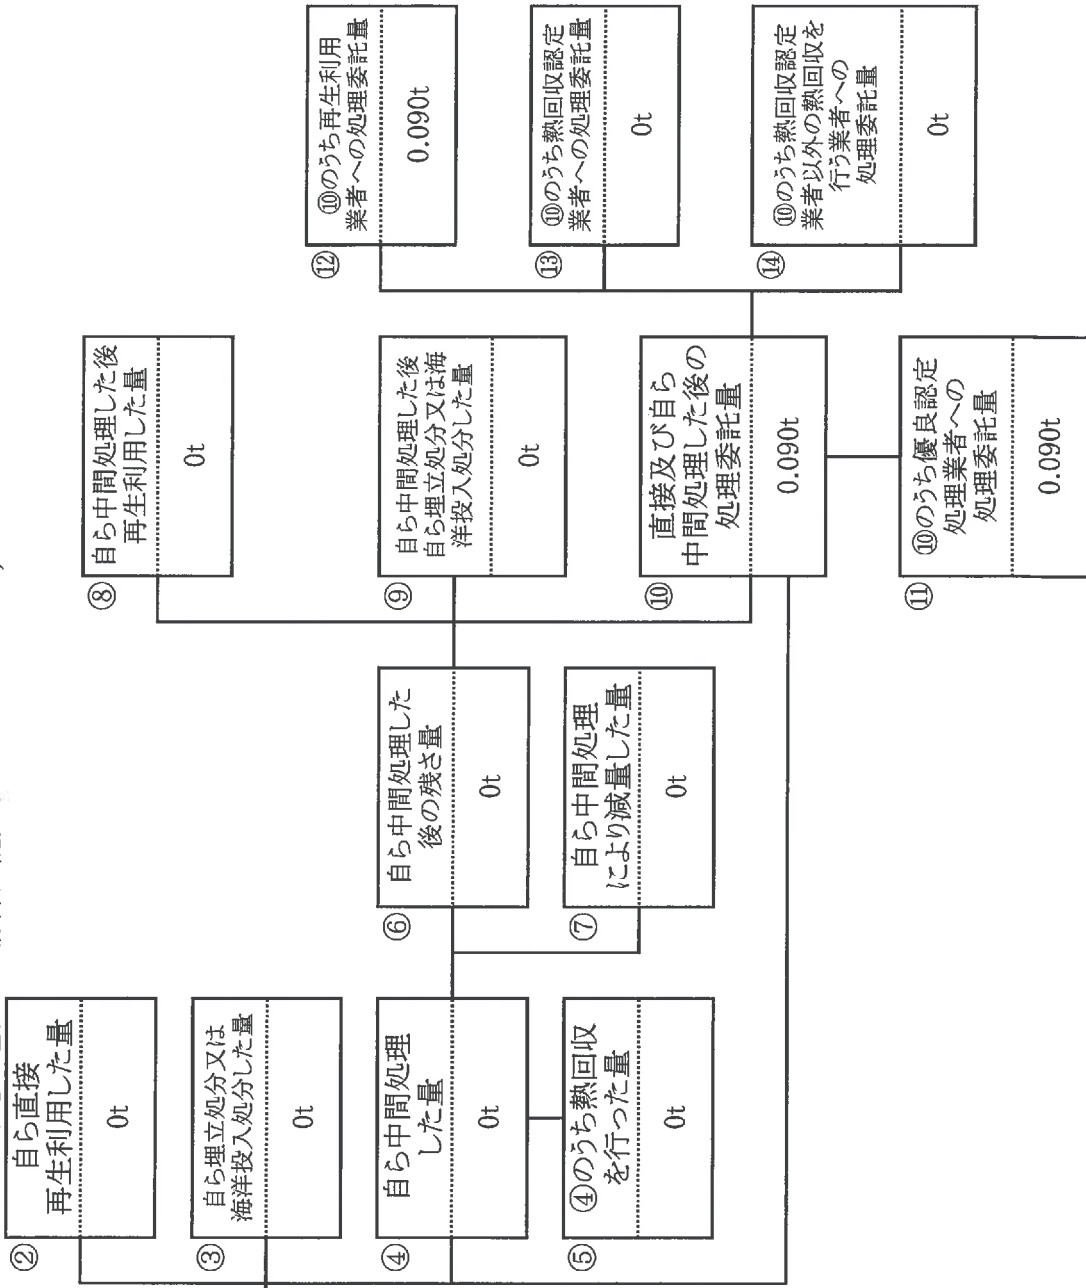 ②
自ら直接
再生利用した量
0t
③
自ら埋立処分又は
海洋投入処分した量
0t
④
自ら中間処理
した量
0t
⑤
④のうち熱回収
を行った量
0t
⑥
自ら中間処理した
後の残さ量
0t
⑦
自ら中間処理
により減量した量
0t
⑧
自ら中間処理した後
再生利用した量
0t
⑨
自ら中間処理した後
自ら埋立処分又は海
洋投入処分した量
0t
⑩
直接及び自ら
中間処理した後の
処理委託量
0.090t
⑪
⑩のうち優良認定
処理業者への
処理委託量
0.090t
⑫
⑩のうち再生利用
業者への処理委託量
0.090t
⑬
⑩のうち熱回収認定
業者への処理委託量
0t
⑭
⑩のうち熱回収認定
業者以外の熱回収を
行う業者への
処理委託量
0t